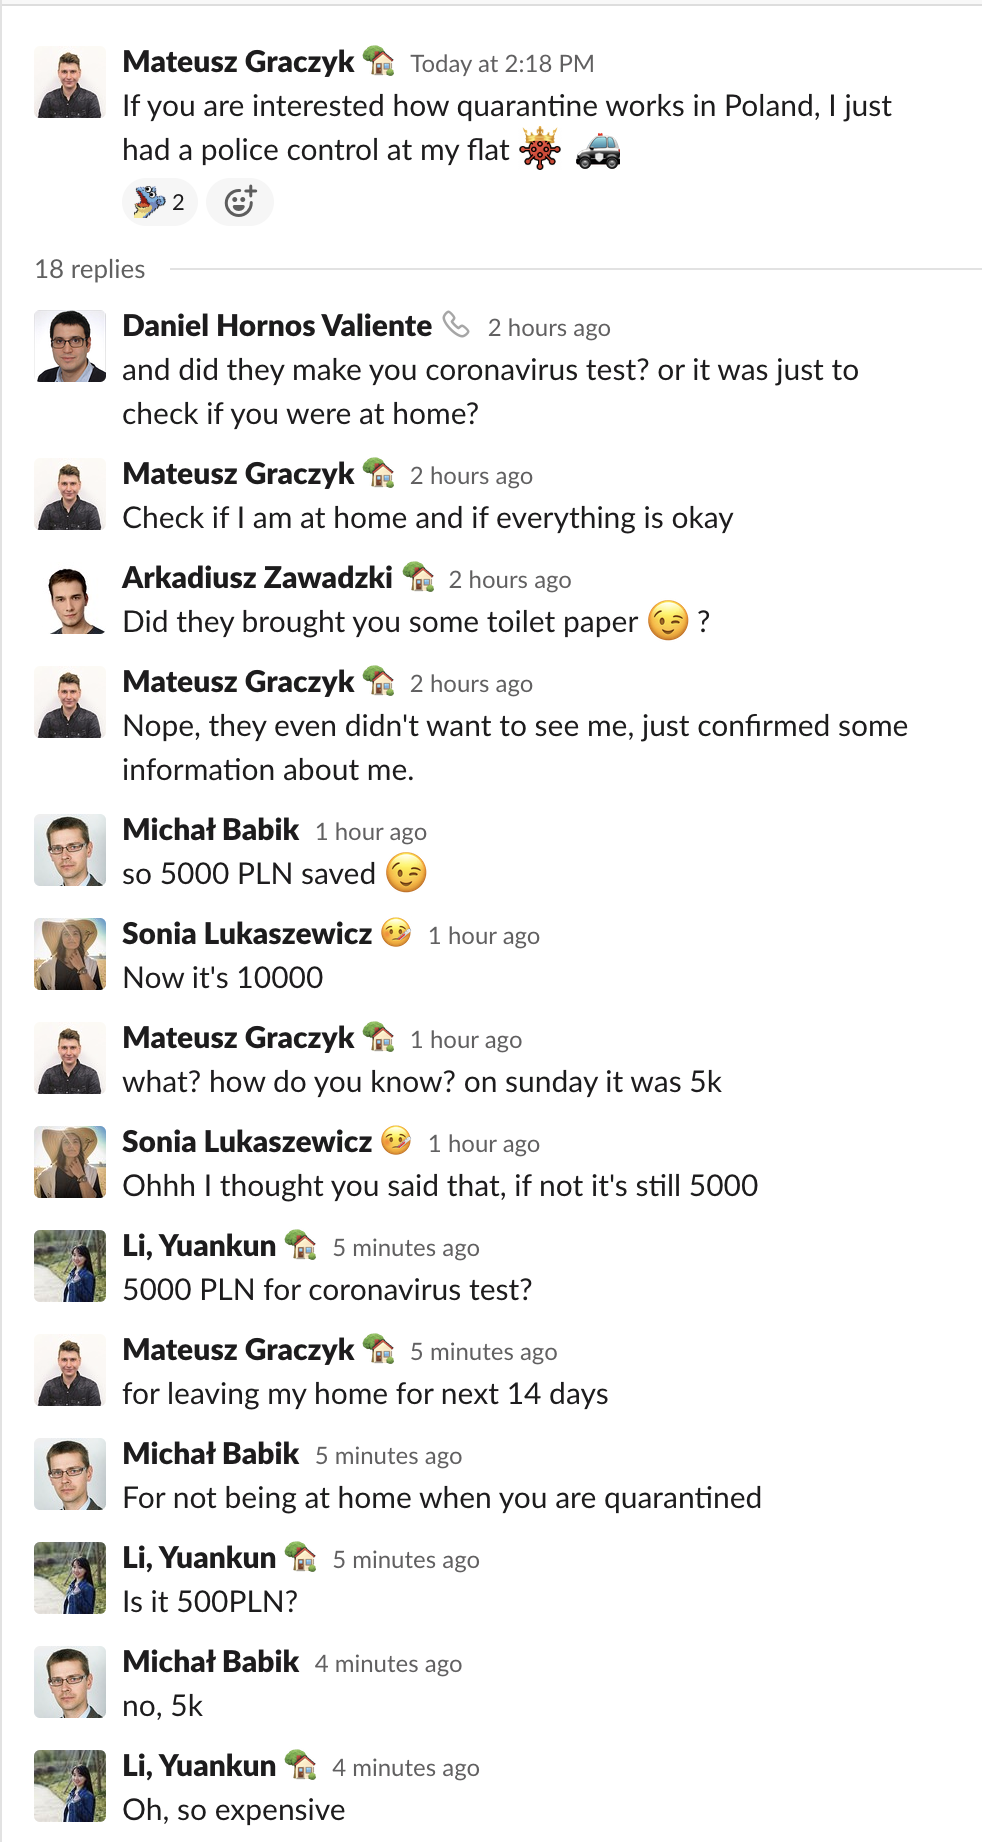 Mateusz Graczyk Today at 2:18 PM
If you are interested how quarantine works in Poland, I just
had a police control at my flat
2
18 replies
Daniel Hornos Valiente 2 hours ago
and did they make you coronavirus test? or it was just to
check if you were at home?
Mateusz Graczyk 2 hours ago
Check if I am at home and if everything is okay
Arkadiusz Zawadzki 2 hours ago
Did they brought you some toilet paper 😉 ?
Mateusz Graczyk 2 hours ago
Nope, they even didn't want to see me, just confirmed some
information about me.
Michał Babik 1 hour ago
so 5000 PLN saved 😉
Sonia Lukaszewicz 🤒 1 hour ago
Now it's 10000
Mateusz Graczyk 1 hour ago
what? how do you know? on sunday it was 5k
Sonia Lukaszewicz 🤒 1 hour ago
Ohhh I thought you said that, if not it's still 5000
Li, Yuankun 5 minutes ago
5000 PLN for coronavirus test?
Mateusz Graczyk 5 minutes ago
for leaving my home for next 14 days
Michał Babik 5 minutes ago
For not being at home when you are quarantined
Li, Yuankun 5 minutes ago
Is it 500PLN?
Michał Babik 4 minutes ago
no, 5k
Li, Yuankun 4 minutes ago
Oh, so expensive